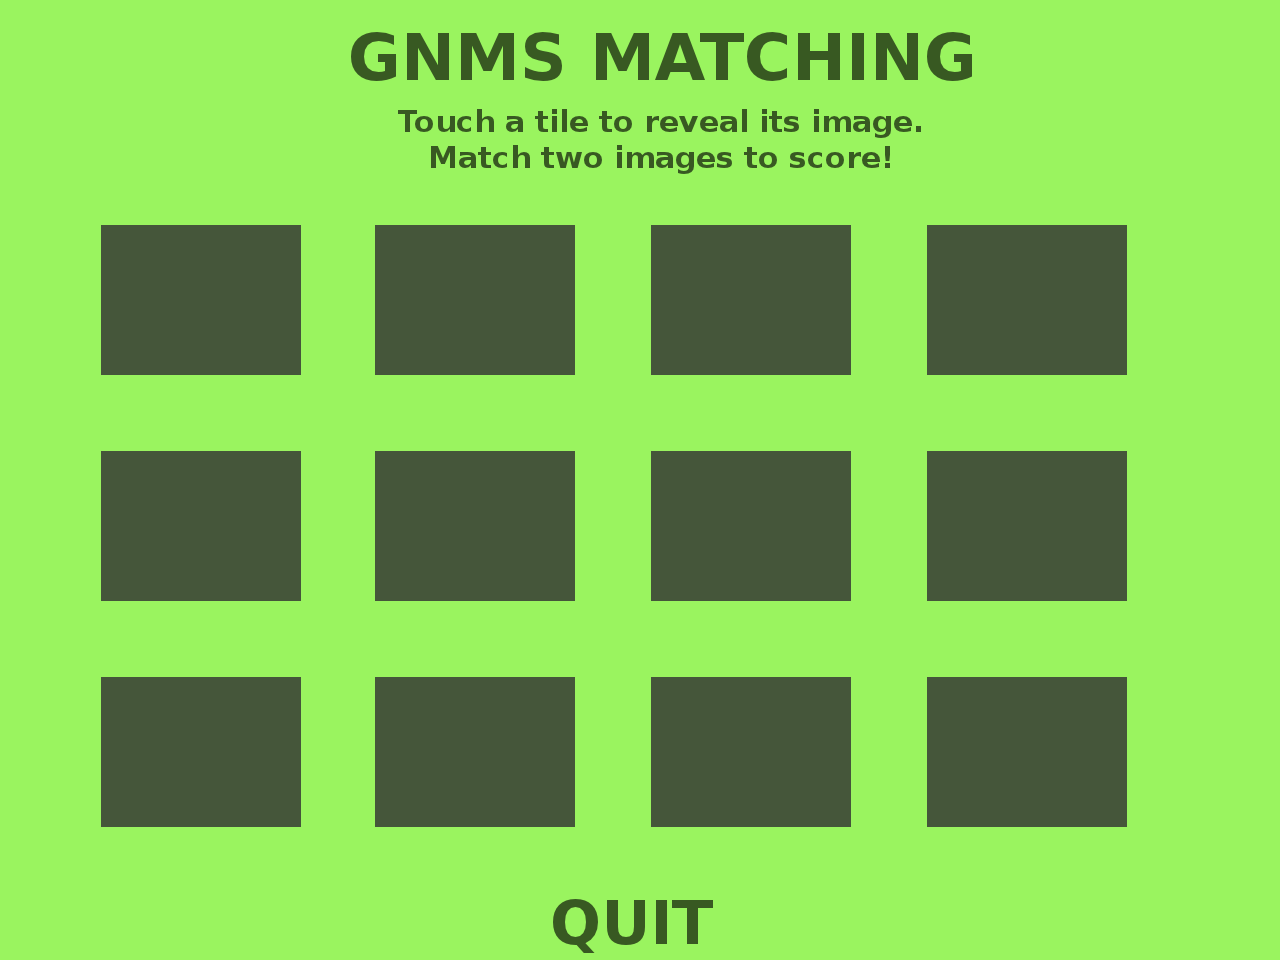 GNMS MATCHING
Touch a tile to reveal its image.
Match two images to score!
QUIT